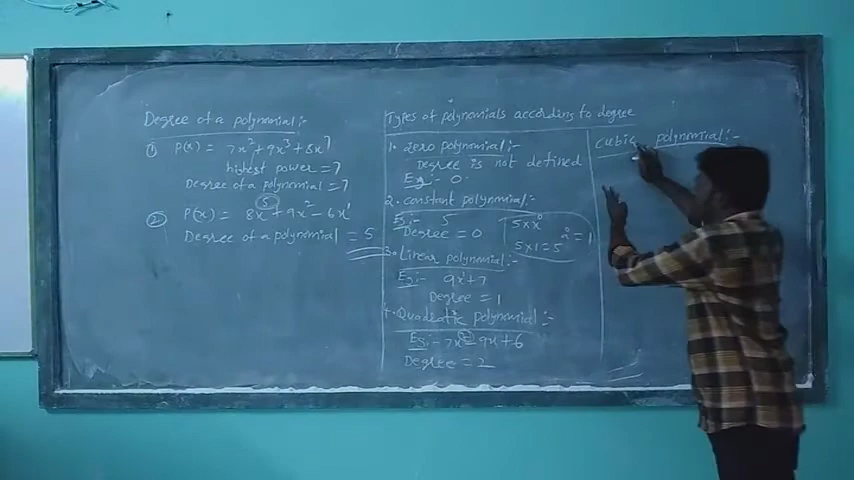 Degree of a polynomial:-
① P(x) = 7x² + 9x³ + 8x⁷
highest power = 7
Degree of a polynomial = 7
② P(x) = 8x⁵ + 9x² - 6x¹
Degree of a polynomial = 5
Types of polynomials according to degree
1. zero polynomial:-
Degree is not defined
Eg:- 0.
2. constant polynomial:-
Eg:- 5
Degree = 0
5×x⁰
5×1=5
a⁰=1
3. Linear polynomial:-
Eg:- 9x¹+7
Degree = 1
4. Quadratic polynomial:-
Eg:- 7x²-9x+6
Degree = 2
cubic polynomial:-